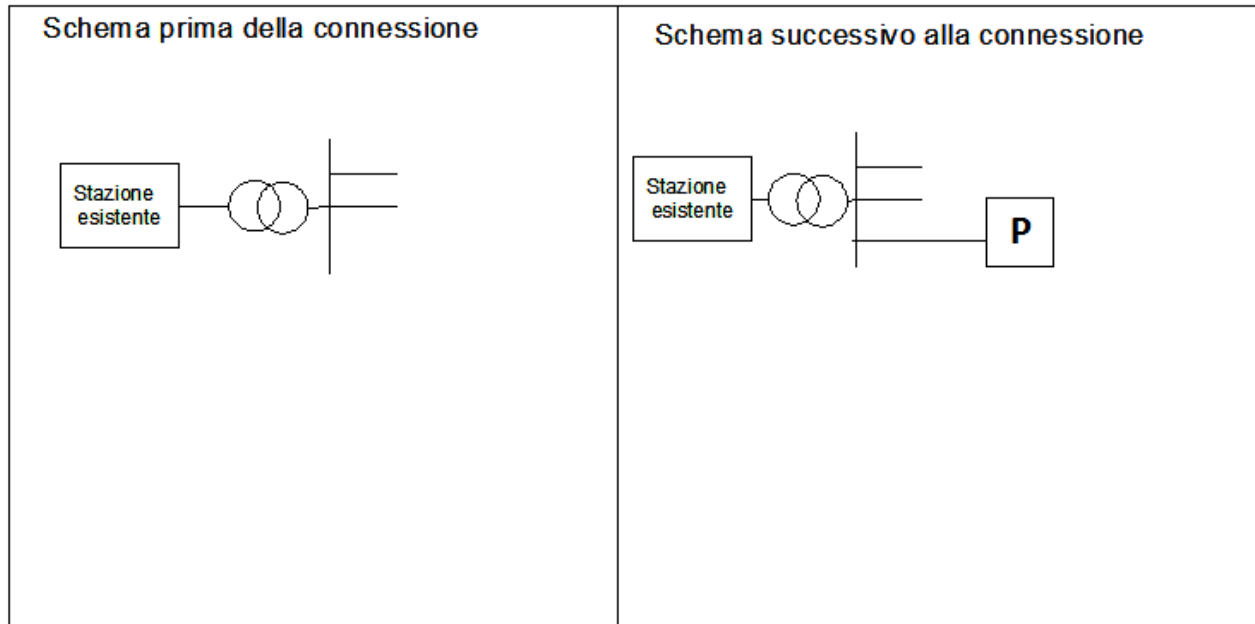 Schema prima della connessione
Stazione
esistente
Schema successivo alla connessione
Stazione
esistente
P